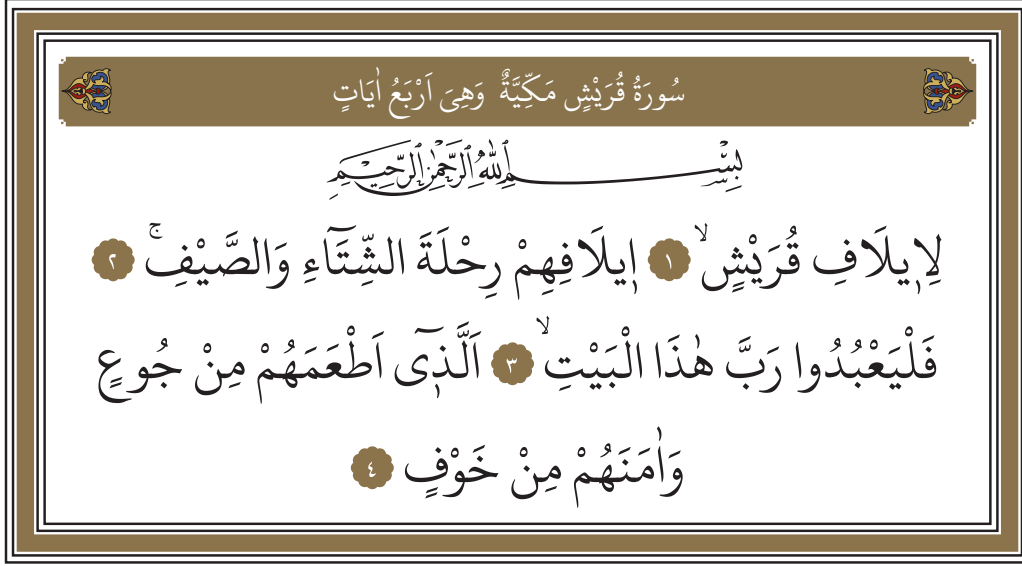 سُورَةُ قُرَيْشٍ مَكِّيَّةٌ وَهِىَ اَرْبَعُ اٰيَاتٍ
بِسْمِ اللّٰهِ الرَّحْمٰنِ الرَّحِيمِ
لِا۪يلَافِ قُرَيْشٍۙ ١ ا۪يلَافِهِمْ رِحْلَةَ الشِّتَٓاءِ وَالصَّيْفِۚ ٢
فَلْيَعْبُدُوا رَبَّ هٰذَا الْبَيْتِۙ ٣ اَلَّذ۪ٓى اَطْعَمَهُمْ مِنْ جُوعٍ
وَاٰمَنَهُمْ مِنْ خَوْفٍ ٤